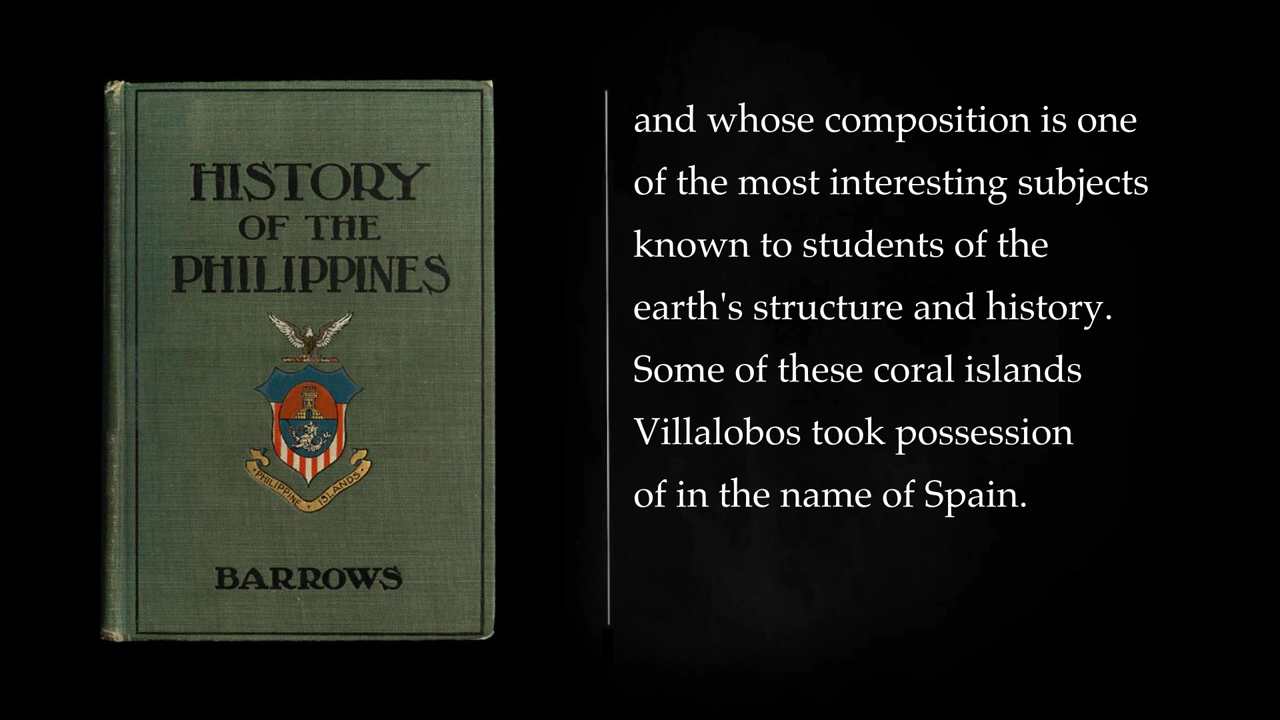 HISTORY
OF THE
PHILIPPINES
PHILIPPINE ISLANDS
BARROWS
and whose composition is one
of the most interesting subjects
known to students of the
earth's structure and history.
Some of these coral islands
Villalobos took possession
of in the name of Spain.